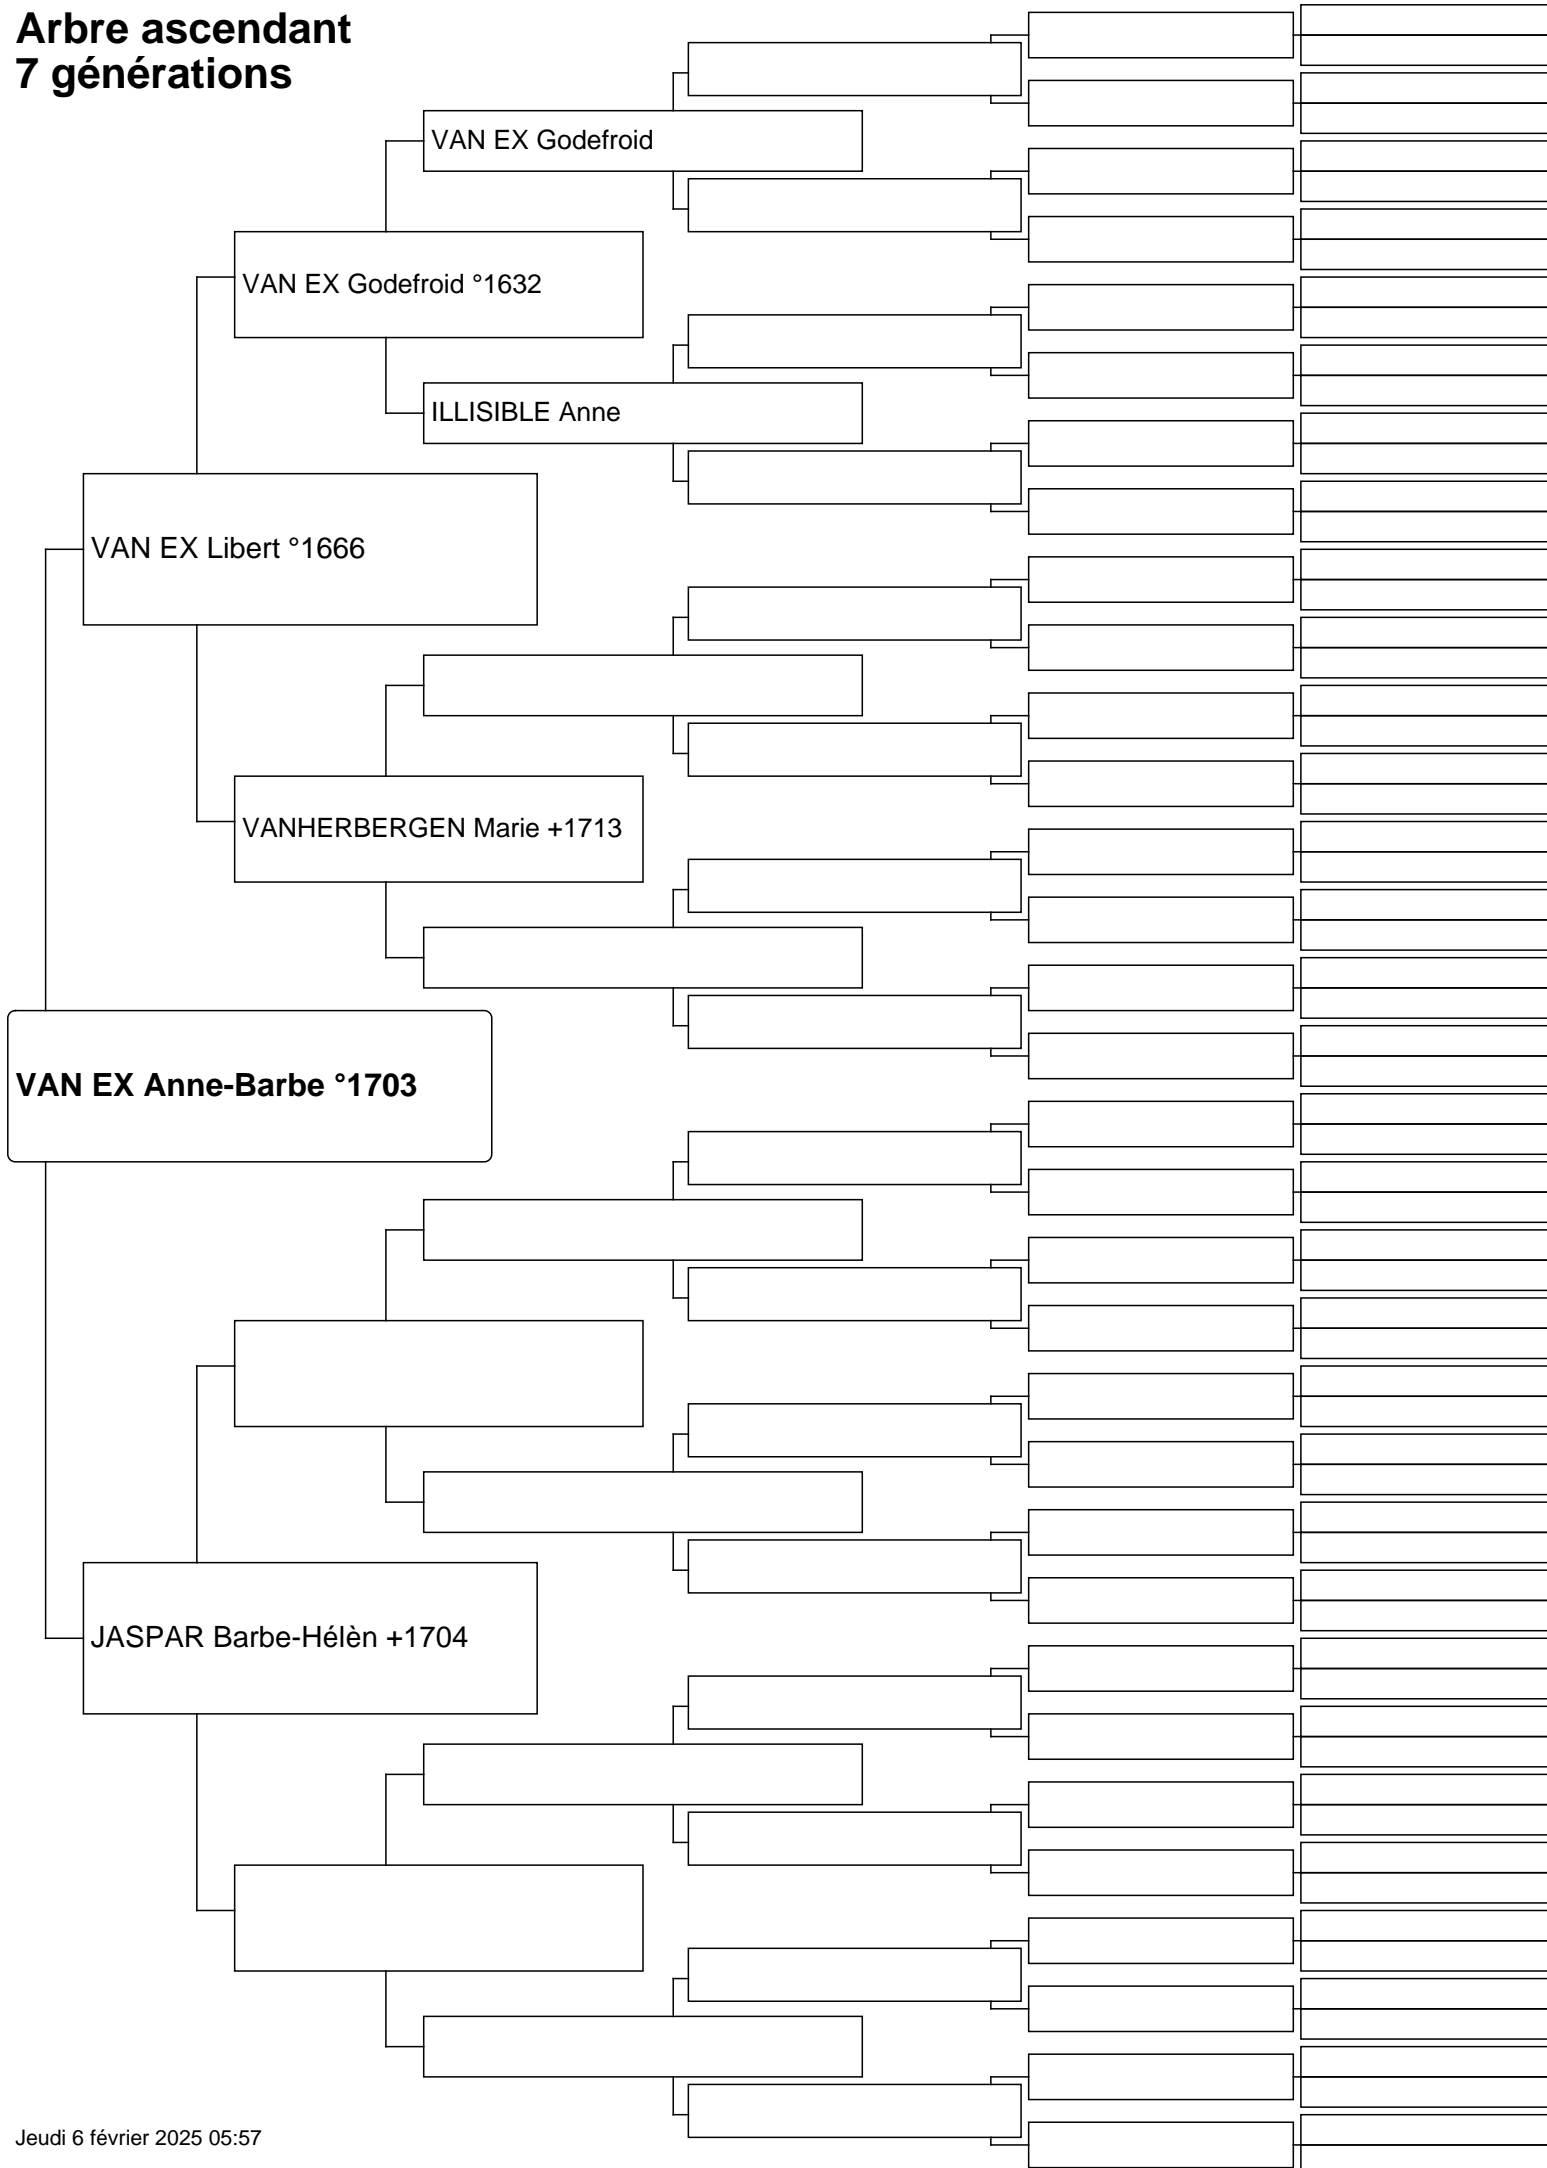 Arbre ascendant
7 générations
VAN EX Godefroid
VAN EX Godefroid °1632
ILLISIBLE Anne
VAN EX Libert °1666
VANHERBERGEN Marie +1713
VAN EX Anne-Barbe °1703
JASPAR Barbe-Hélèn +1704
Jeudi 6 février 2025 05:57